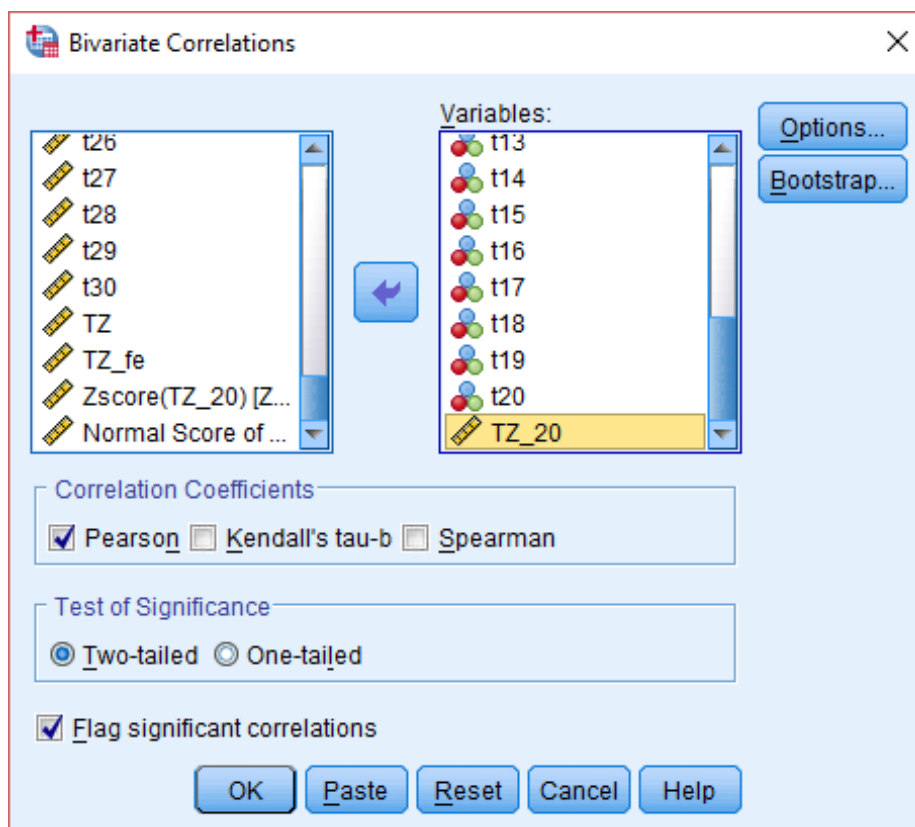 Bivariate Correlations
t26
t27
t28
t29
t30
TZ
TZ_fe
Zscore(TZ_20) [Z...
Normal Score of ...
Variables:
t13
t14
t15
t16
t17
t18
t19
t20
TZ_20
Options...
Bootstrap...
Correlation Coefficients
Pearson Kendall's tau-b Spearman
Test of Significance
Two-tailed One-tailed
Flag significant correlations
OK Paste Reset Cancel Help